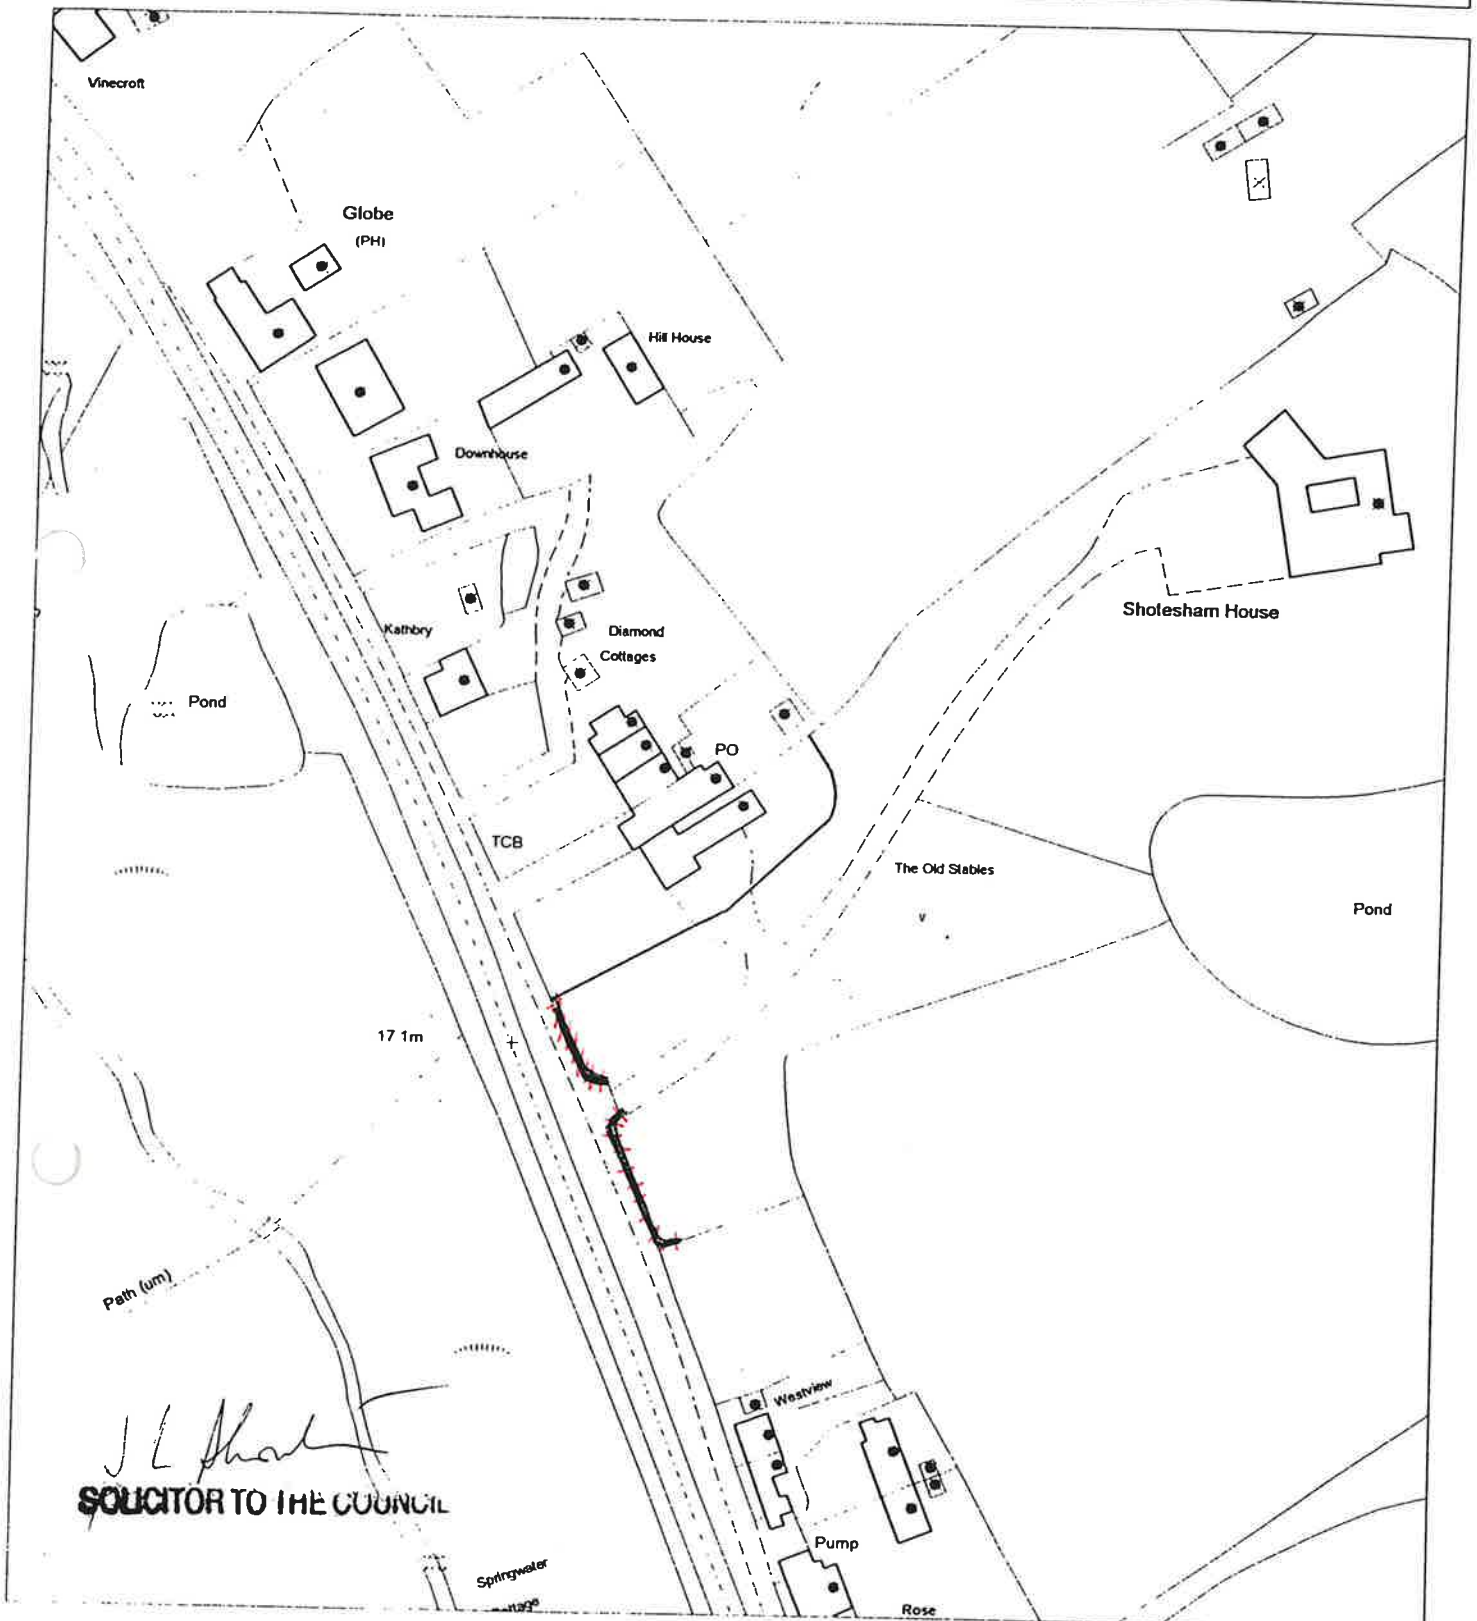 Vinecroft
Globe
(PH)
Hill House
Downhouse
Shotesham House
Kathbry
Diamond
Cottages
Pond
PO
TCB
The Old Stables
Pond
17 1m
Path (um)
Westview
J L
SOLICITOR TO THE COUNCIL
Pump
Springwater
Rose